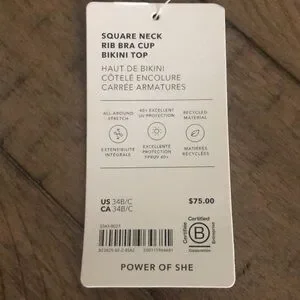 SQUARE NECK
RIB BRA CUP
BIKINI TOP
HAUT DE BIKINI
CÔTELÉ ENCOLURE
CARRÉE ARMATURES
ALL-AROUND
STRETCH
40+ EXCELLENT
UV PROTECTION
RECYCLED
MATERIAL
EXTENSIBILITÉ
INTÉGRALE
EXCELLENTE
PROTECTION
MATIÈRES
RECYCLÉES
US 34B/C
CA 34B/C
$75.00
Certified
B
Corporation
Certified
Entreprise
POWER OF SHE